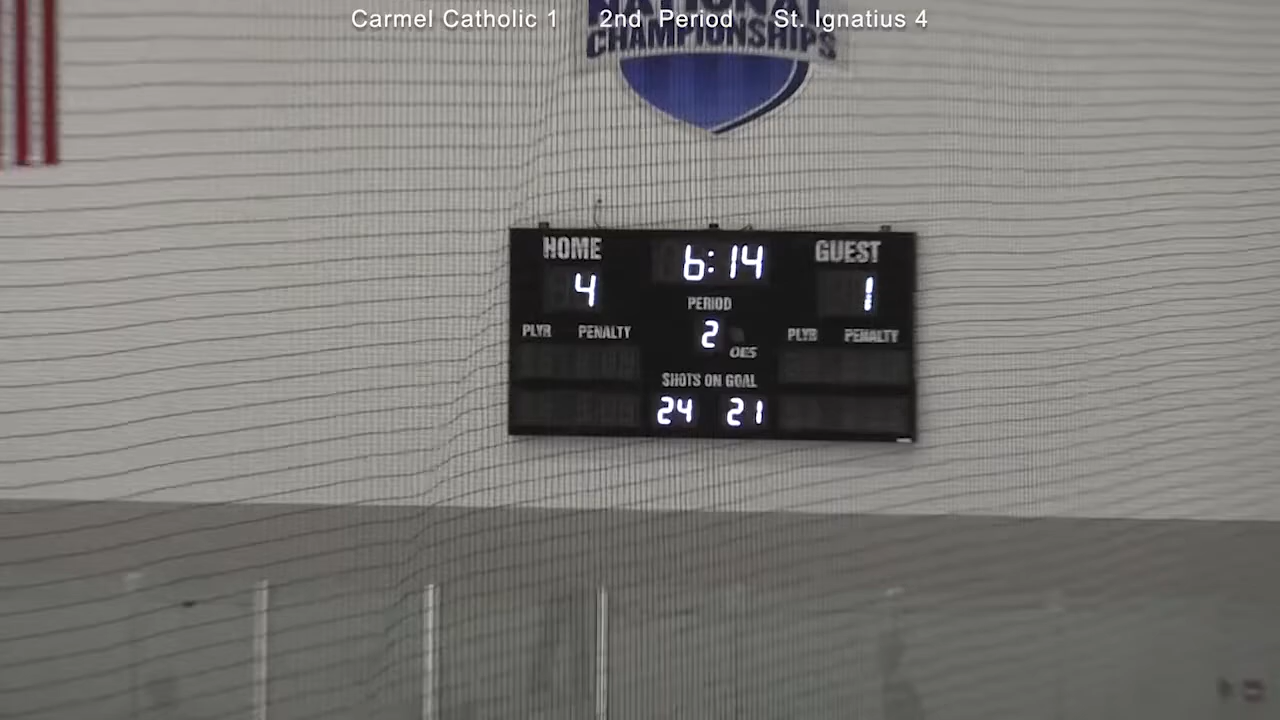 Carmel Catholic 1 2nd Period St. Ignatius 4
NATIONAL
CHAMPIONSHIPS
HOME 6:14 GUEST
4 1
PERIOD
PLYR PENALTY 2 PLYR PENALTY
OES
SHOTS ON GOAL
24 21